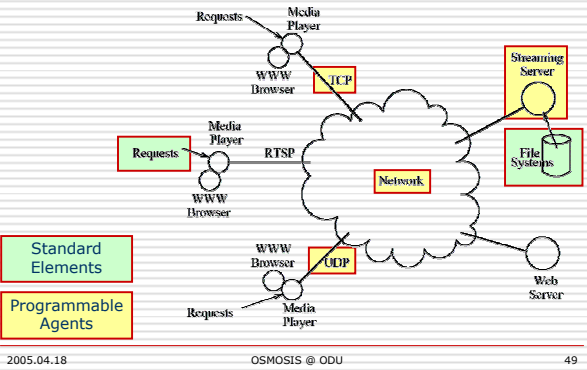 Requests
Media
Player
WWW
Browser
TCP
Streaming
Server
File
Systems
Media
Player
Requests
RTSP
WWW
Browser
Network
WWW
Browser
UDP
Requests
Media
Player
Web
Server
Standard
Elements
Programmable
Agents
2005.04.18
OSMOSIS @ ODU
49